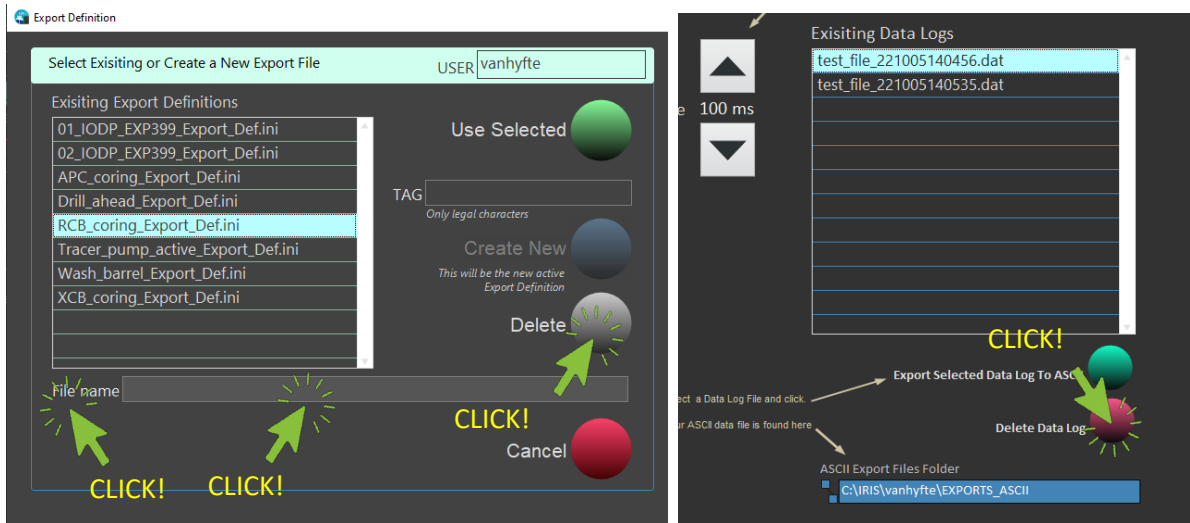 Export Definition
Select Exisiting or Create a New Export File
USER vanhyfte
Exisiting Export Definitions
01_IODP_EXP399_Export_Def.ini
02_IODP_EXP399_Export_Def.ini
APC_coring_Export_Def.ini
Drill_ahead_Export_Def.ini
RCB_coring_Export_Def.ini
Tracer_pump_active_Export_Def.ini
Wash_barrel_Export_Def.ini
XCB_coring_Export_Def.ini
Use Selected
TAG
Only legal characters
Create New
This will be the new active
Export Definition
Delete
File name
CLICK!
Cancel
CLICK!
CLICK!
Exisiting Data Logs
test_file_221005140456.dat
test_file_221005140535.dat
e 100 ms
CLICK!
Export Selected Data Log To ASC
ect a Data Log File and click.
ur ASCII data file is found here
Delete Data Log
ASCII Export Files Folder
C:\IRIS\vanhyfte\EXPORTS_ASCII